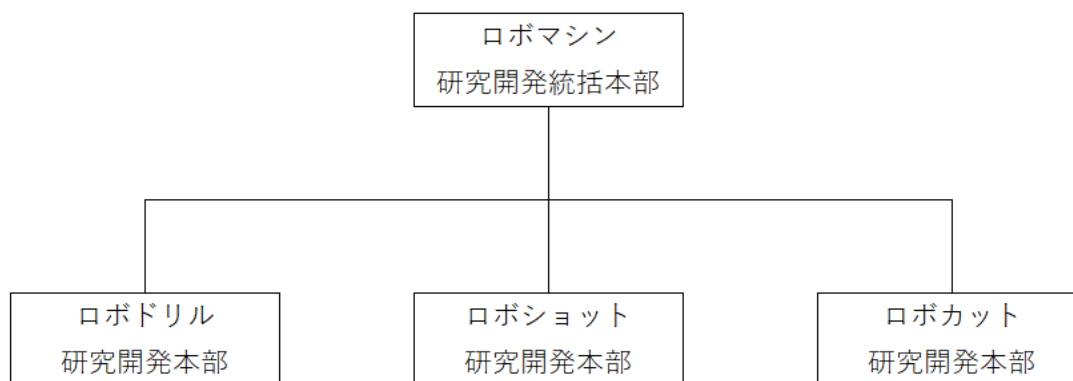 ロボマシン
研究開発統括本部
ロボドリル
研究開発本部
ロボショット
研究開発本部
ロボカット
研究開発本部